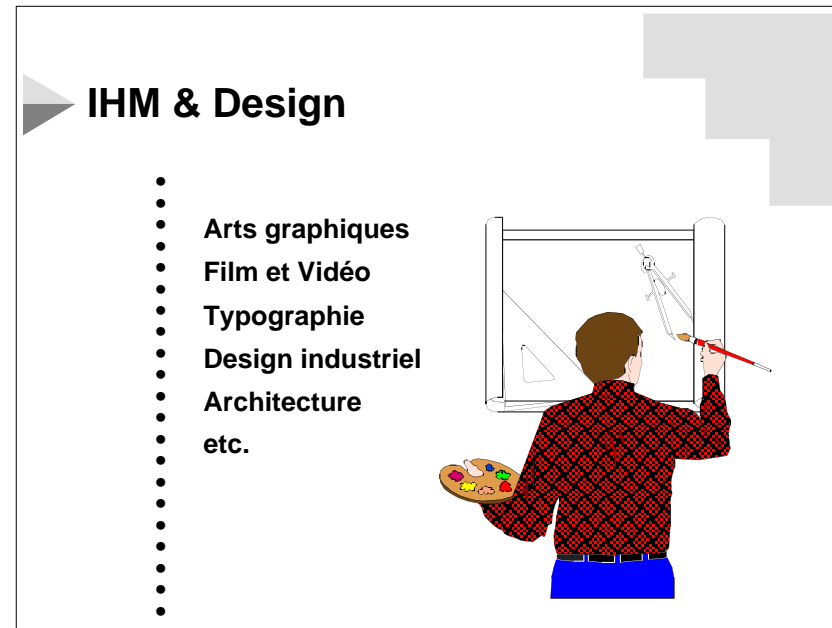 IHM & Design
Arts graphiques
Film et Vidéo
Typographie
Design industriel
Architecture
etc.